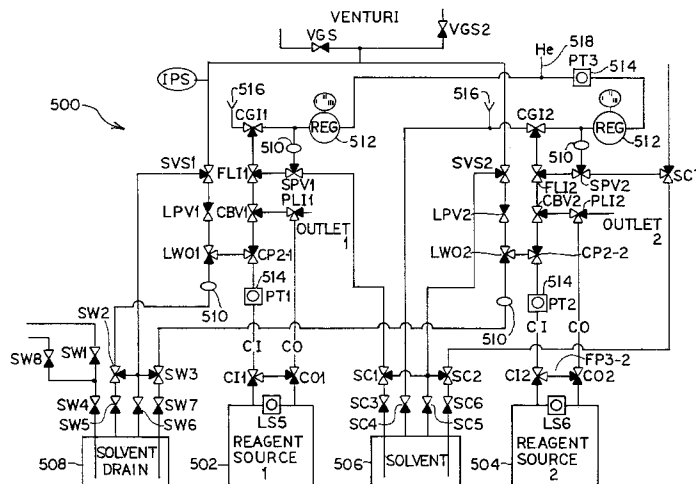 VENTURI
VGS
VGS2
He
518
PT3
514
IPS
516
CGI1
REG
512
500
516
CGI2
REG
512
510
510
SVS1
FLI1
SPV1
SVS2
FLI2
SPV2
SC7
LPV1
CBV1
PLI1
OUTLET 1
LPV2
CBV2
PLI2
OUTLET 2
LWO1
CP2-1
LWO2
CP2-2
514
PT1
514
PT2
510
510
SW2
CI
CO
CI
CO
SW8
SW1
SW3
CI1
CO1
SC1
SC2
CI2
FP3-2
CO2
SW4
SW5
SW6
SW7
LS5
SC3
SC4
SC5
SC6
LS6
508
SOLVENT
DRAIN
502
REAGENT
SOURCE
1
506
SOLVENT
504
REAGENT
SOURCE
2